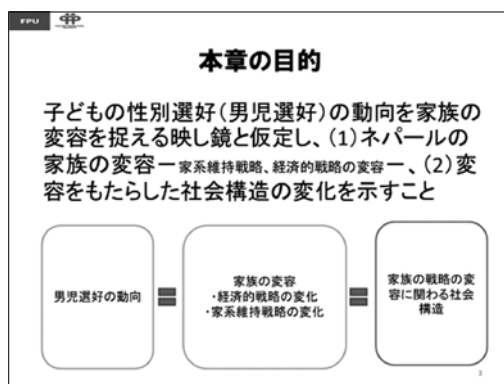 FPU
本章の目的
子どもの性別選好(男児選好)の動向を家族の
変容を捉える映し鏡と仮定し、(1)ネパールの
家族の変容ー家系維持戦略、経済的戦略の変容ー、(2)変
容をもたらした社会構造の変化を示すこと
男児選好の動向
家族の変容
・経済的戦略の変化
・家系維持戦略の変化
家族の戦略の変
容に関わる社会
構造
3